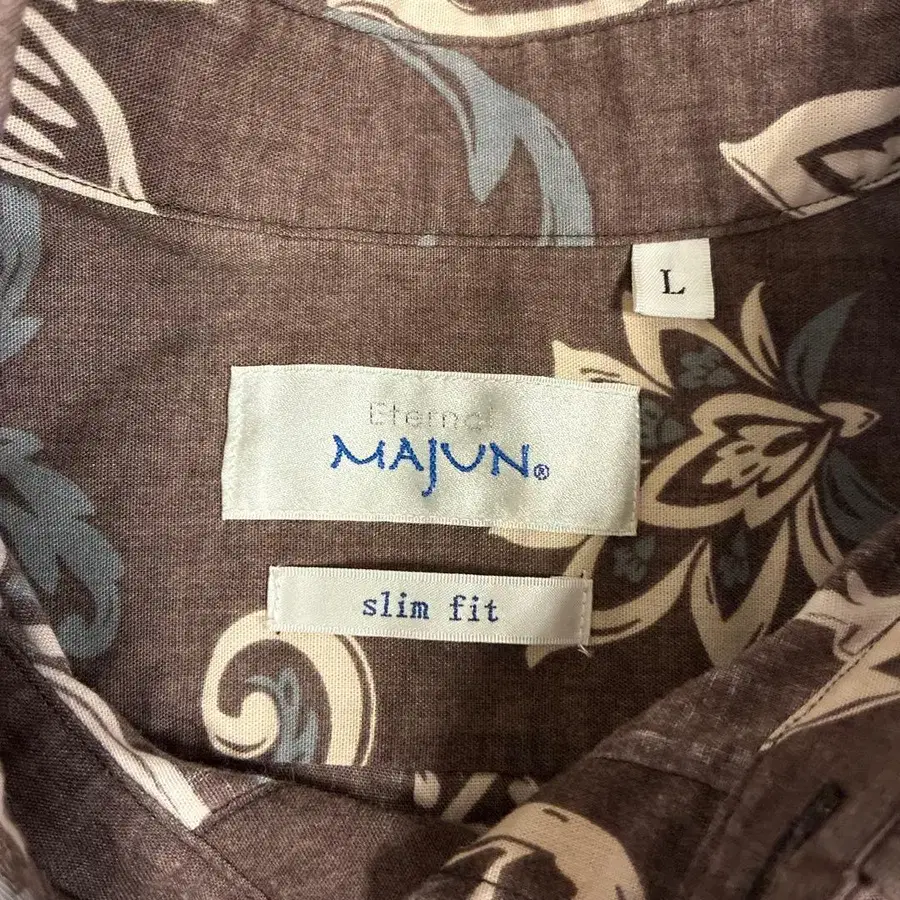 L
Eternal
MAJUN®
slim fit